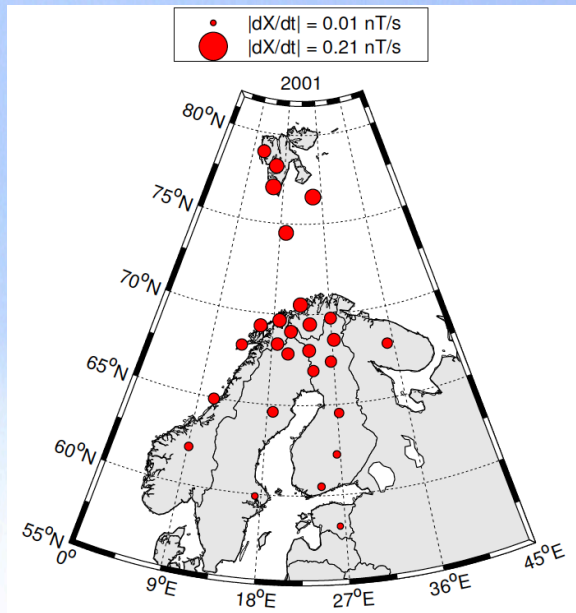 |dX/dt| = 0.01 nT/s
|dX/dt| = 0.21 nT/s
2001
80°N
75°N
70°N
65°N
60°N
55°N
0°
9°E
18°E
27°E
36°E
45°E